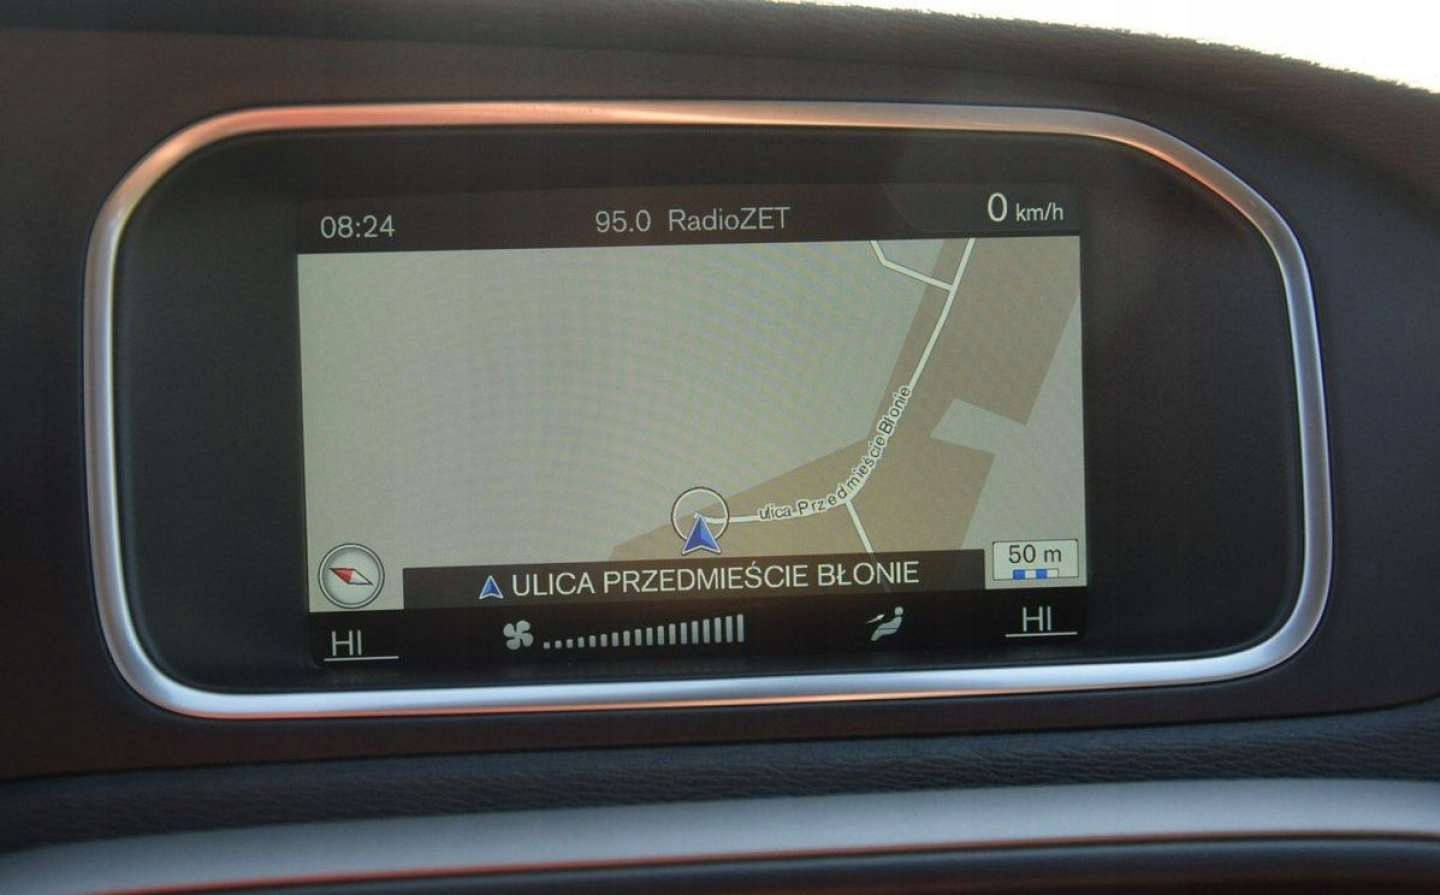 08:24 95.0 RadioZET 0 km/h
ulica Przedmieście Błonie
50 m
ULICA PRZEDMIEŚCIE BŁONIE
HI HI